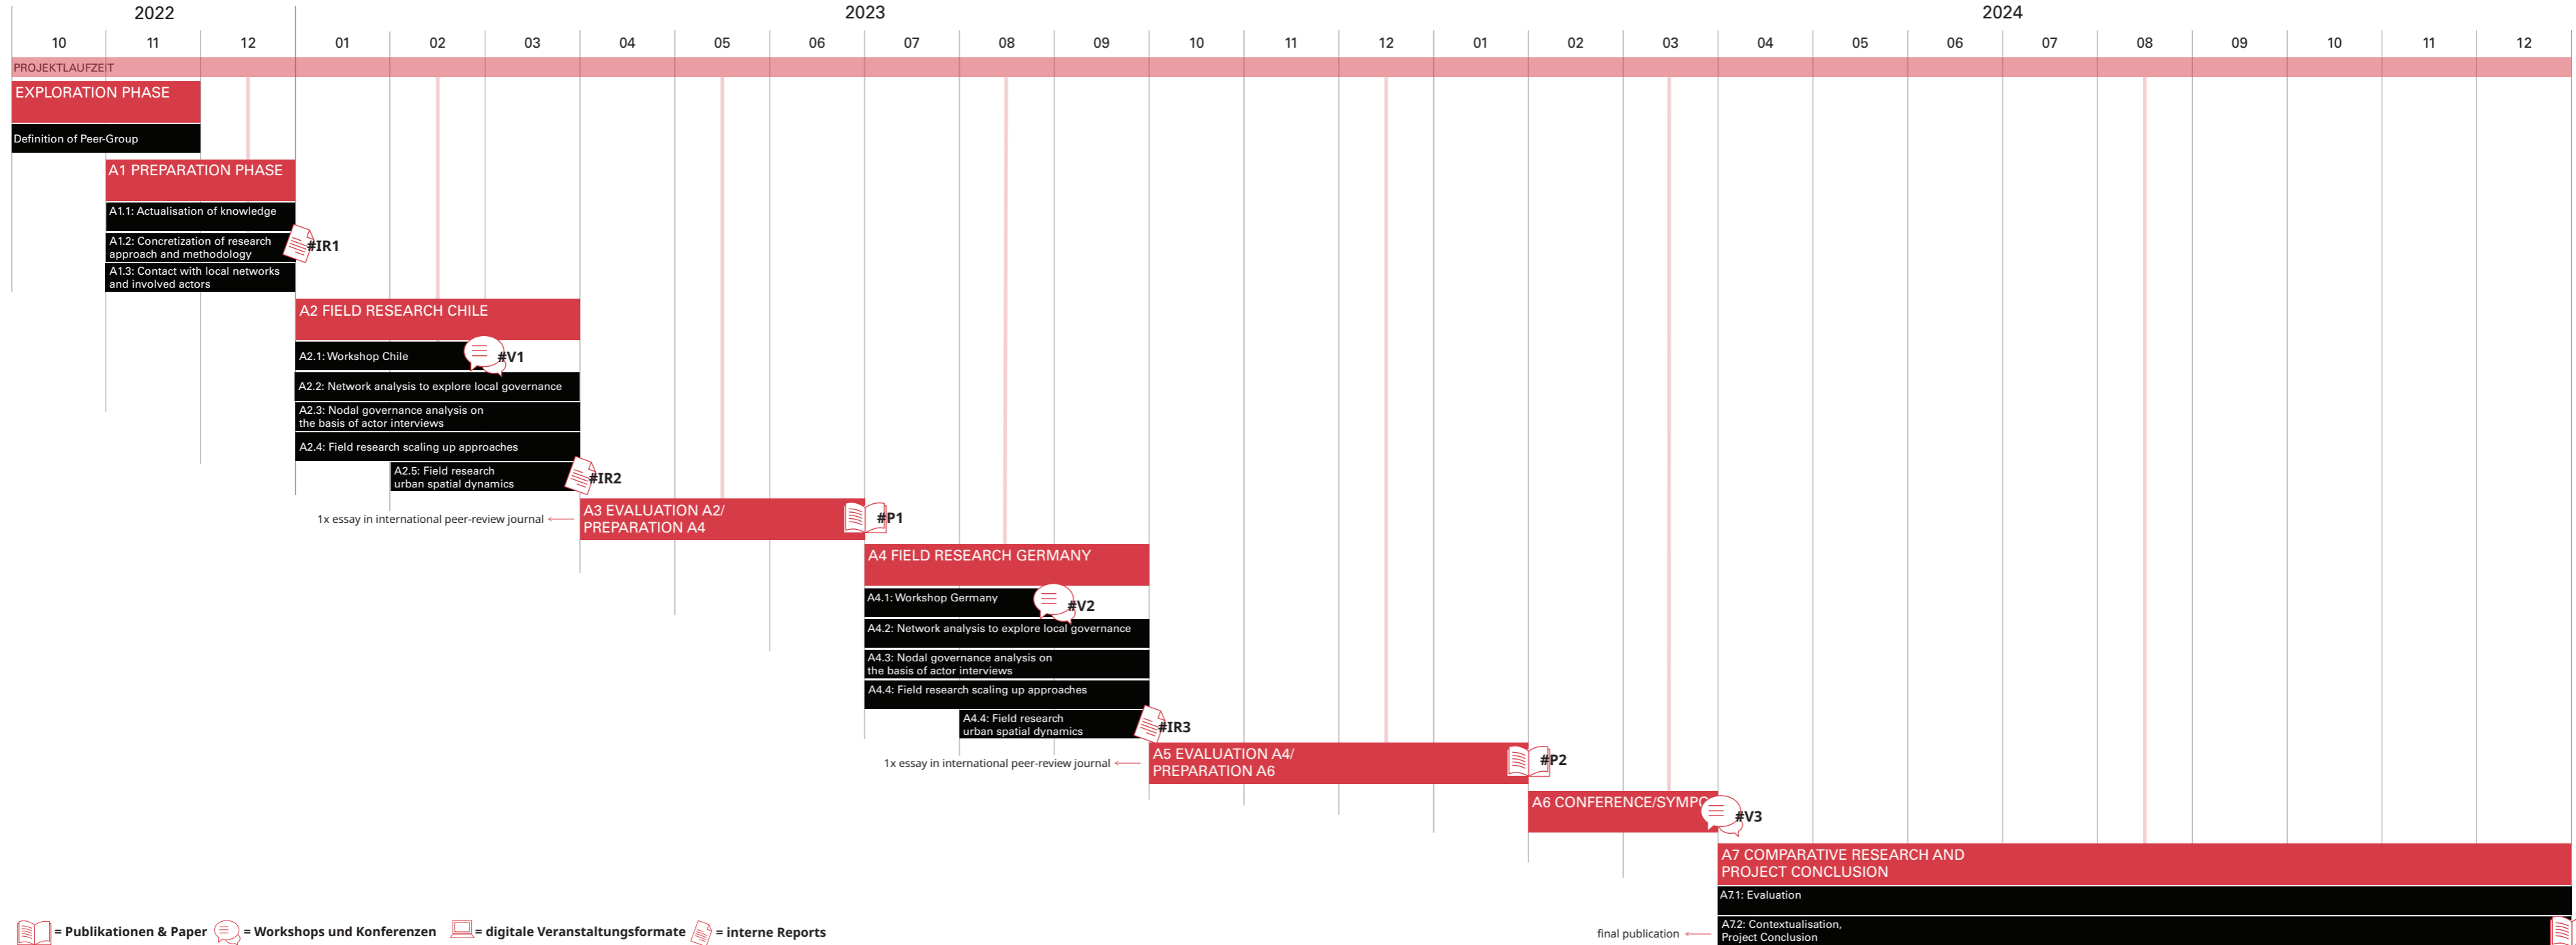 2022
2023
2024
10 11 12 01 02 03 04 05 06 07 08 09 10 11 12 01 02 03 04 05 06 07 08 09 10 11 12
PROJEKTLAUFZEIT
EXPLORATION PHASE
Definition of Peer-Group
A1 PREPARATION PHASE
A1.1: Actualisation of knowledge
A1.2: Concretization of research
approach and methodology
#IR1
A1.3: Contact with local networks
and involved actors
A2 FIELD RESEARCH CHILE
A2.1: Workshop Chile
#V1
A2.2: Network analysis to explore local governance
A2.3: Nodal governance analysis on
the basis of actor interviews
A2.4: Field research scaling up approaches
A2.5: Field research
urban spatial dynamics
#IR2
1x essay in international peer-review journal
A3 EVALUATION A2/
PREPARATION A4
#P1
A4 FIELD RESEARCH GERMANY
A4.1: Workshop Germany
#V2
A4.2: Network analysis to explore local governance
A4.3: Nodal governance analysis on
the basis of actor interviews
A4.4: Field research scaling up approaches
A4.4: Field research
urban spatial dynamics
#IR3
1x essay in international peer-review journal
A5 EVALUATION A4/
PREPARATION A6
#P2
A6 CONFERENCE/SYMPO
#V3
A7 COMPARATIVE RESEARCH AND
PROJECT CONCLUSION
A7.1: Evaluation
A7.2: Contextualisation,
Project Conclusion
final publication
= Publikationen & Paper = Workshops und Konferenzen = digitale Veranstaltungsformate = interne Reports